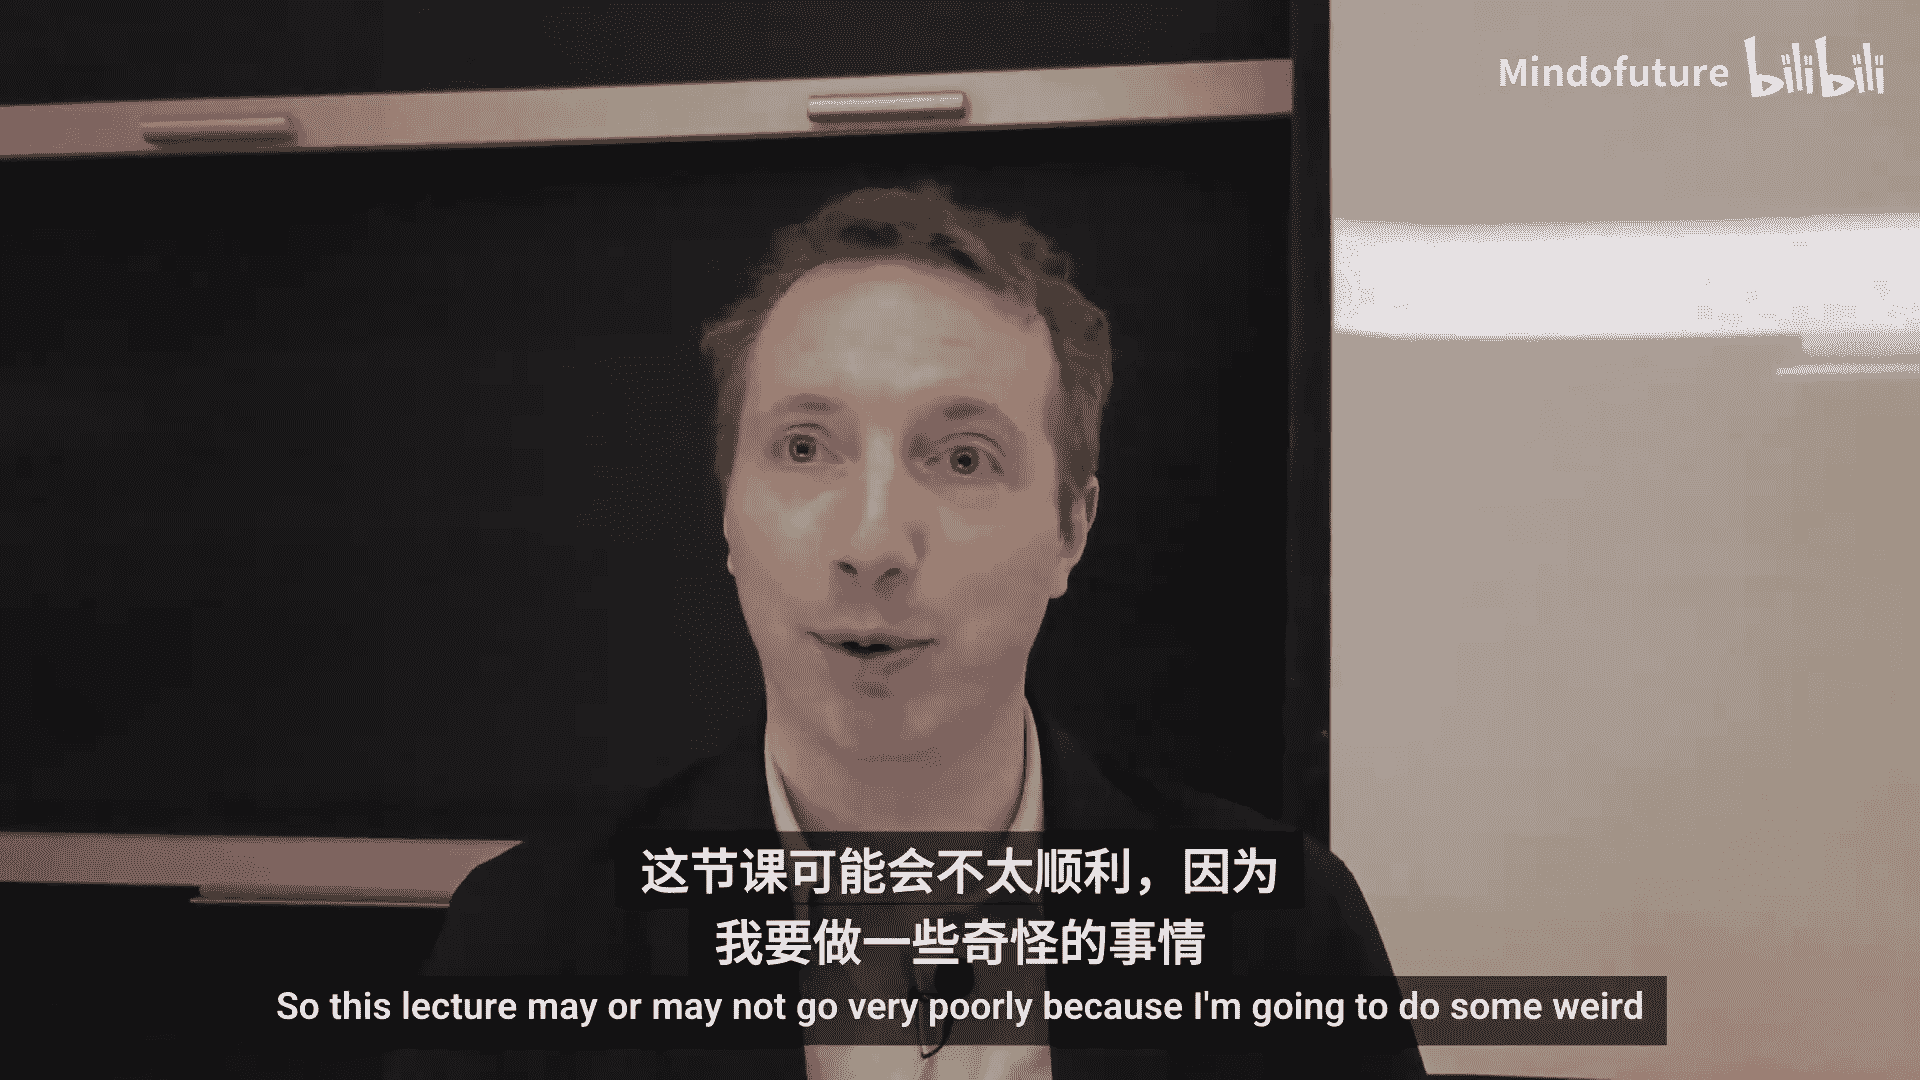 Mindofuture bilibili
这节课可能会不太顺利，因为
我要做一些奇怪的事情
So this lecture may or may not go very poorly because I'm going to do some weird